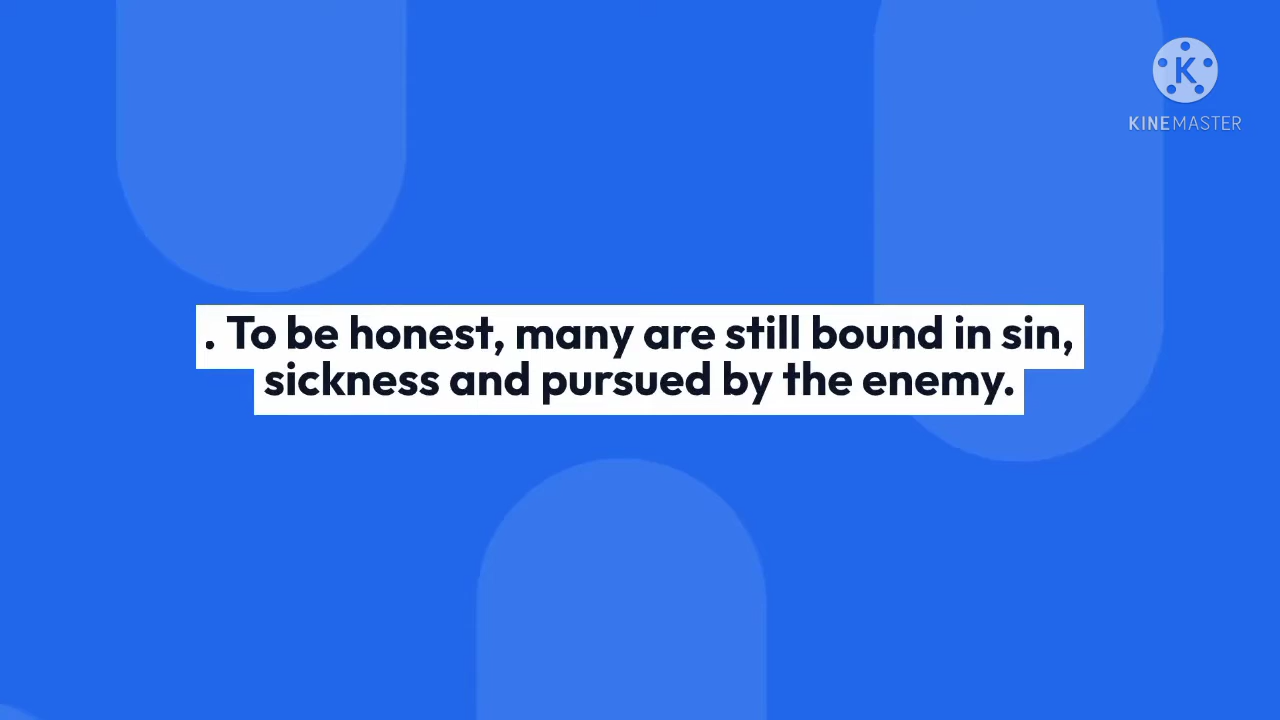 K
KINEMASTER
. To be honest, many are still bound in sin,
sickness and pursued by the enemy.